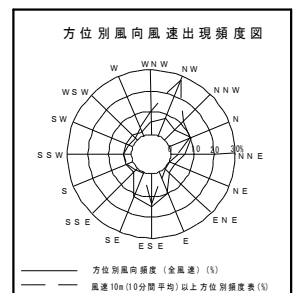 方位別風向風速出現頻度図
WNW
W
NW
WSW
NNW
SW
N
SSW
0 10 20 30%
NNE
S
NE
SSE
ENE
SE
E
ESE
方位別風向頻度(全風速)(%)
風速10m(10分間平均)以上方位別頻度表(%)